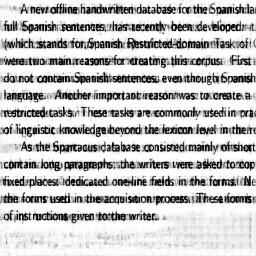 A new offline handwritten database for the Spanish la
full Spanish sentences, has recently been developed: t
(which stands for Spanish Restricted-domain Task of C
were two main reasons for creating this corpus. First
do not contain Spanish sentences, even though Spanish
language. Another important reason was to create a
restricted tasks. These tasks are commonly used in prac
of linguistic knowledge beyond the lexicon level in the re
As the Spartacus database consisted mainly of short
contain long paragraphs, the writers were asked to cop
fixed places: dedicated one-line fields in the forms. N
the forms used in the acquisition process. These forms
of instructions given to the writer.